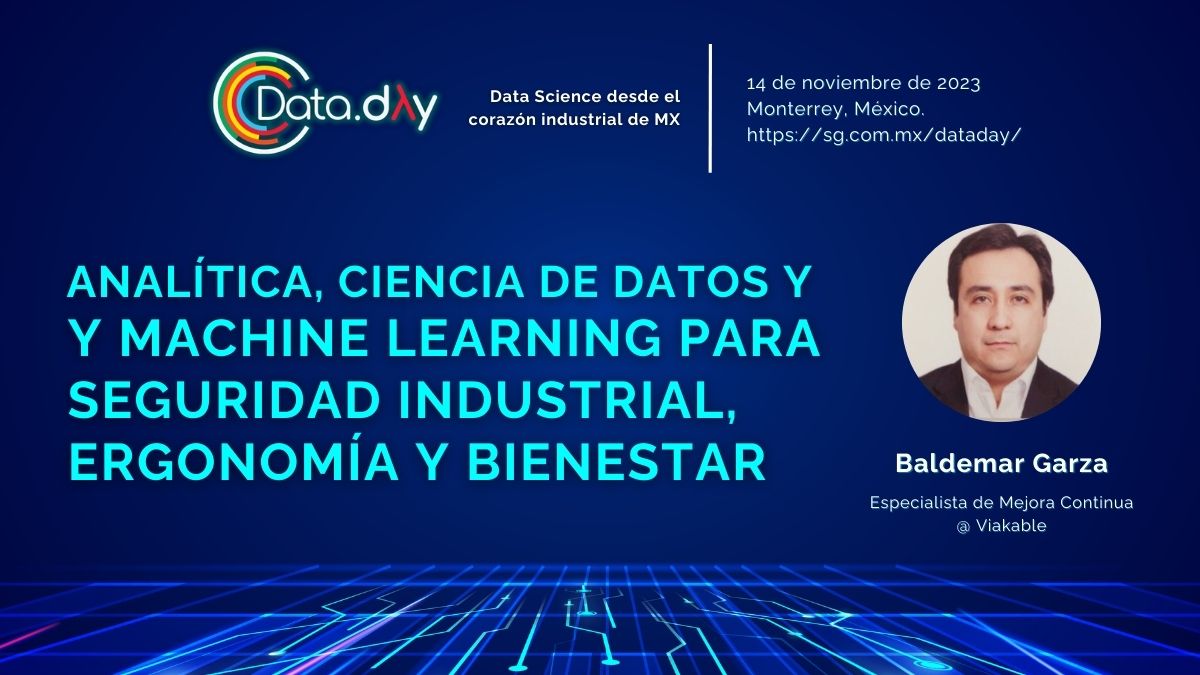 Data.day
Data Science desde el
corazón industrial de MX
14 de noviembre de 2023
Monterrey, México.
https://sg.com.mx/dataday/
ANALÍTICA, CIENCIA DE DATOS Y
Y MACHINE LEARNING PARA
SEGURIDAD INDUSTRIAL,
ERGONOMÍA Y BIENESTAR
Baldemar Garza
Especialista de Mejora Continua
@ Viakable